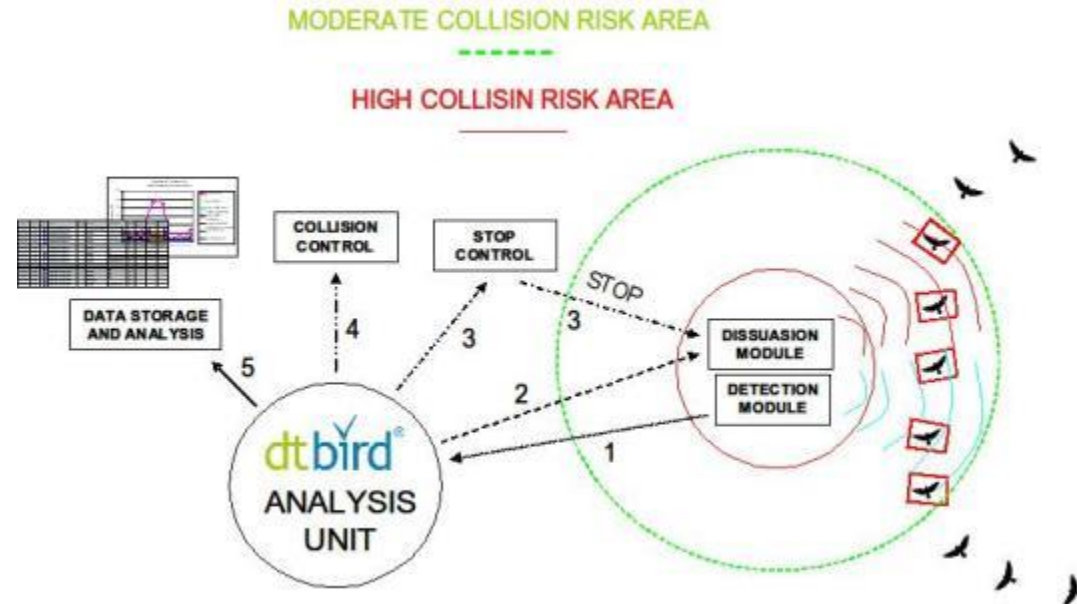 MODERATE COLLISION RISK AREA
HIGH COLLISIN RISK AREA
COLLISION
CONTROL
STOP
CONTROL
STOP
DATA STORAGE
AND ANALYSIS
4
3
3
DISSUASION
MODULE
5
2
DETECTION
MODULE
1
dtbird®
ANALYSIS
UNIT